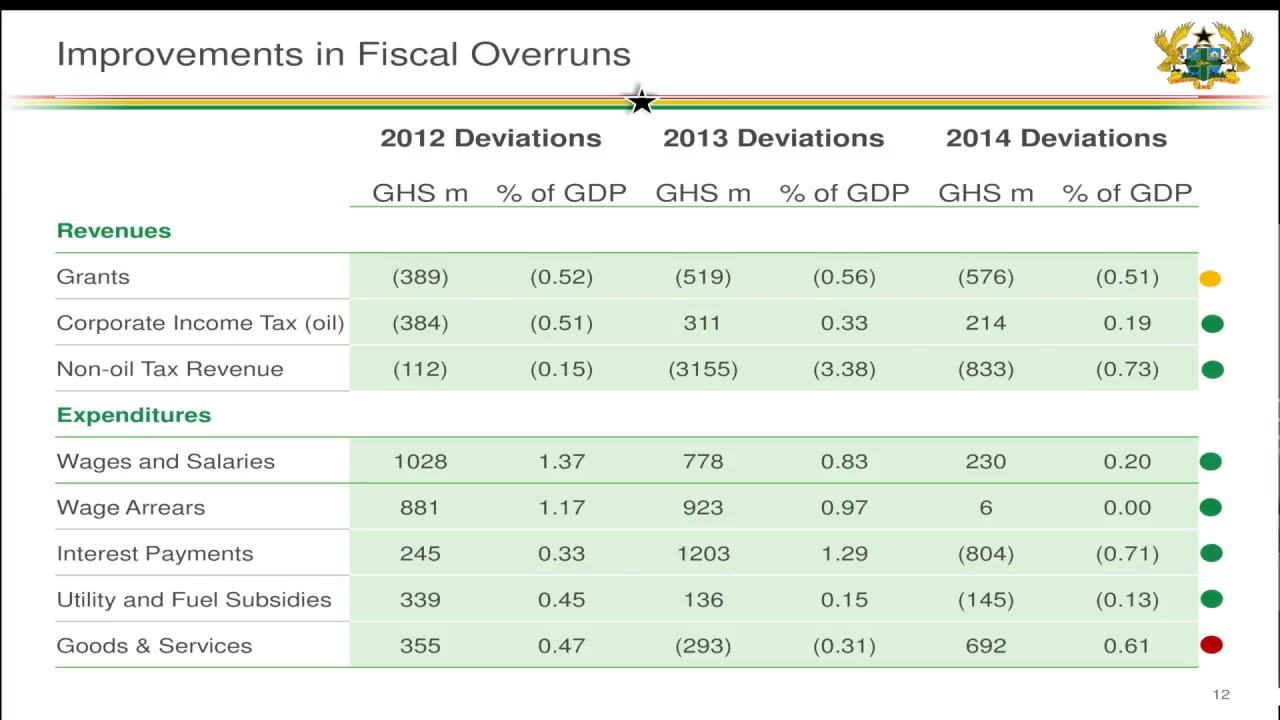 Improvements in Fiscal Overruns
2012 Deviations 2013 Deviations 2014 Deviations
GHS m % of GDP GHS m % of GDP GHS m % of GDP
Revenues
Grants (389) (0.52) (519) (0.56) (576) (0.51)
Corporate Income Tax (oil) (384) (0.51) 311 0.33 214 0.19
Non-oil Tax Revenue (112) (0.15) (3155) (3.38) (833) (0.73)
Expenditures
Wages and Salaries 1028 1.37 778 0.83 230 0.20
Wage Arrears 881 1.17 923 0.97 6 0.00
Interest Payments 245 0.33 1203 1.29 (804) (0.71)
Utility and Fuel Subsidies 339 0.45 136 0.15 (145) (0.13)
Goods & Services 355 0.47 (293) (0.31) 692 0.61
12